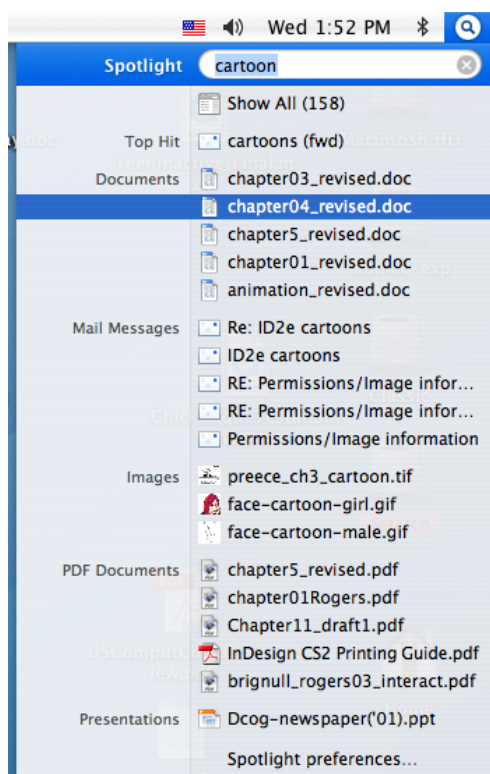 Wed 1:52 PM
Spotlight cartoon
Show All (158)
Top Hit cartoons (fwd)
Documents chapter03_revised.doc
chapter04_revised.doc
chapter5_revised.doc
chapter01_revised.doc
animation_revised.doc
Mail Messages Re: ID2e cartoons
ID2e cartoons
RE: Permissions/Image infor...
RE: Permissions/Image infor...
Permissions/Image information
Images preece_ch3_cartoon.tif
face-cartoon-girl.gif
face-cartoon-male.gif
PDF Documents chapter5_revised.pdf
chapter01Rogers.pdf
Chapter11_draft1.pdf
InDesign CS2 Printing Guide.pdf
brignull_rogers03_interact.pdf
Presentations Dcog-newspaper('01).ppt
Spotlight preferences...